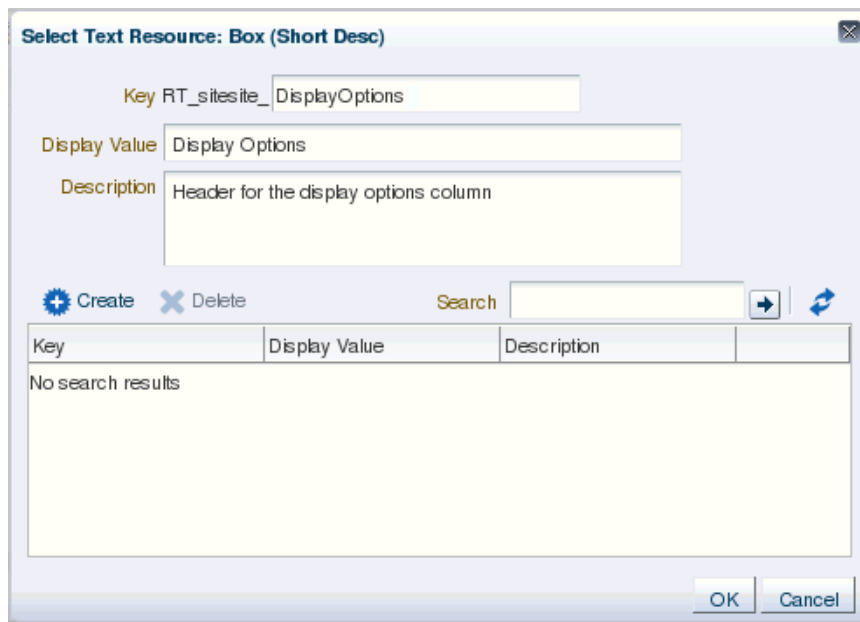 Select Text Resource: Box (Short Desc)
Key RT_sitesite_ DisplayOptions
Display Value Display Options
Description Header for the display options column
Create Delete Search
Key Display Value Description
No search results
OK Cancel